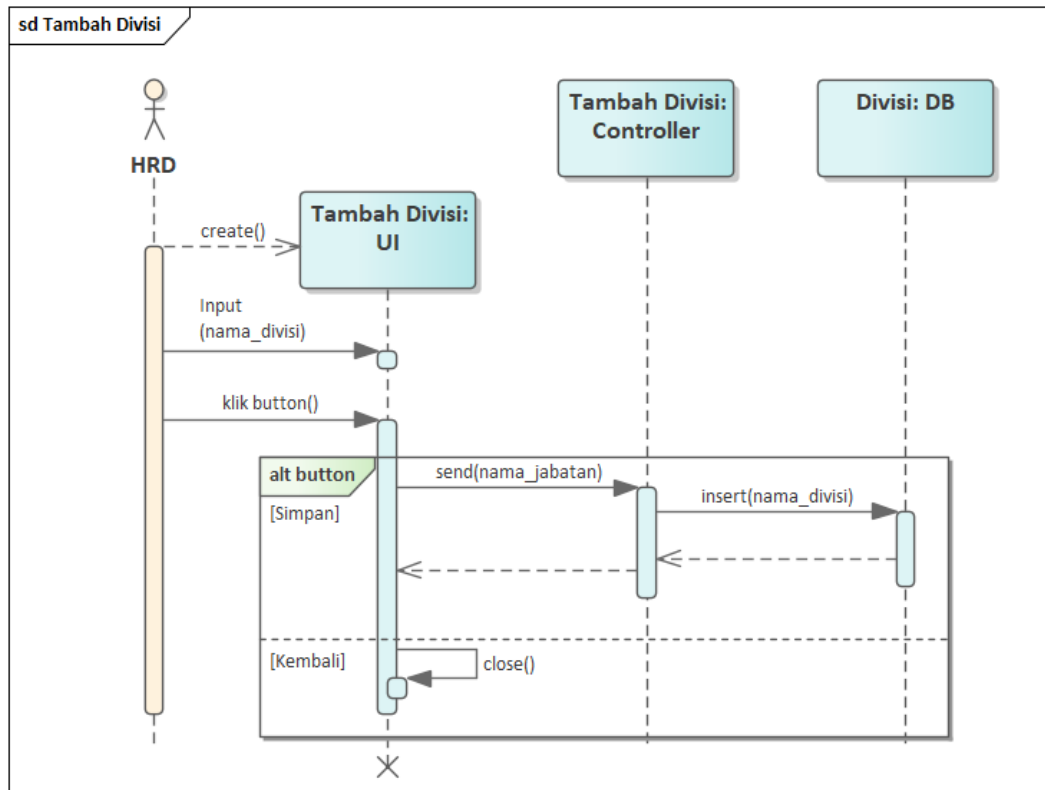 sd Tambah Divisi
HRD
Tambah Divisi:
UI
Tambah Divisi:
Controller
Divisi: DB
create()
Input
(nama_divisi)
klik button()
alt button
[Simpan]
send(nama_jabatan)
insert(nama_divisi)
[Kembali]
close()